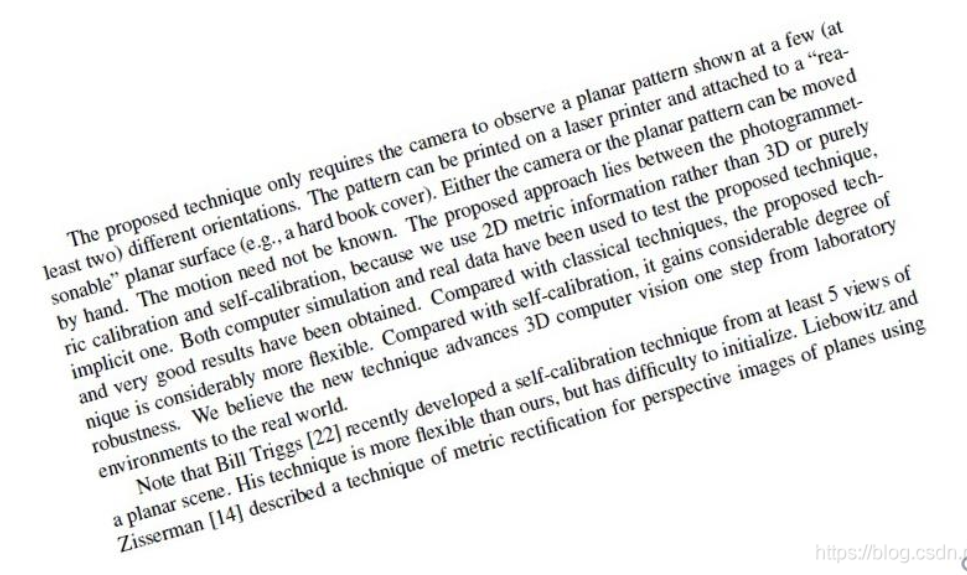 The proposed technique only requires the camera to observe a planar pattern shown at a few (at
least two) different orientations. The pattern can be printed on a laser printer and attached to a “rea-
sonable” planar surface (e.g., a hard book cover). Either the camera or the planar pattern can be moved
by hand. The motion need not be known. The proposed approach lies between the photogrammet-
ric calibration and self-calibration, because we use 2D metric information rather than 3D or purely
implicit one. Both computer simulation and real data have been used to test the proposed technique,
and very good results have been obtained. Compared with classical techniques, the proposed tech-
nique is considerably more flexible. Compared with self-calibration, it gains considerable degree of
robustness. We believe the new technique advances 3D computer vision one step from laboratory
environments to the real world.
Note that Bill Triggs [22] recently developed a self-calibration technique from at least 5 views of
a planar scene. His technique is more flexible than ours, but has difficulty to initialize. Liebowitz and
Zisserman [14] described a technique of metric rectification for perspective images of planes using
https://blog.csdn.